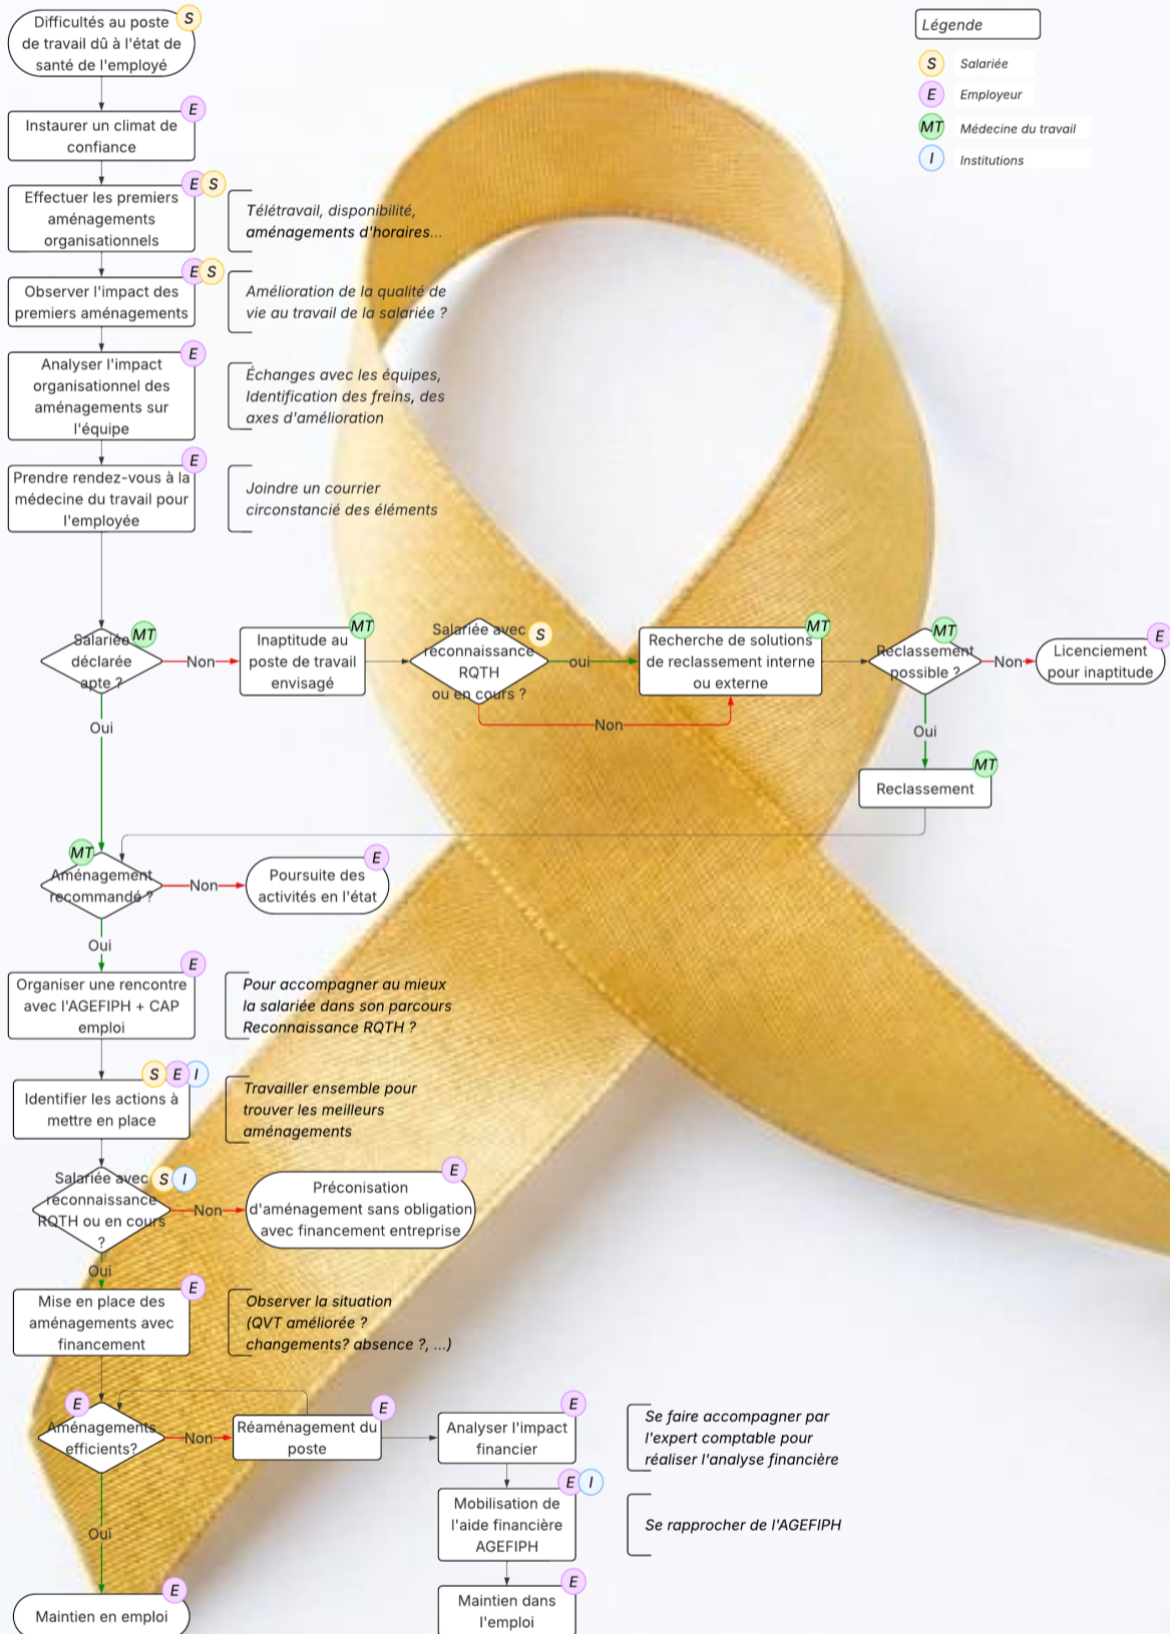 Difficultés au poste
de travail dû à l'état de
santé de l'employé
S
Légende
S Salariée
E Employeur
MT Médecine du travail
I Institutions
E
Instaurer un climat de
confiance
E S
Effectuer les premiers
aménagements
organisationnels
Télétravail, disponibilité,
aménagements d'horaires...
E S
Observer l'impact des
premiers aménagements
Amélioration de la qualité de
vie au travail de la salariée ?
E
Analyser l'impact
organisationnel des
aménagements sur
l'équipe
Échanges avec les équipes,
Identification des freins, des
axes d'amélioration
E
Prendre rendez-vous à la
médecine du travail pour
l'employée
Joindre un courrier
circonstancié des éléments
MT
Salariée
déclarée
apte ?
Non
MT
Inaptitude au
poste de travail
envisagé
S
Salariée avec
reconnaissance
RQTH
ou en cours ?
oui
Non
MT
Recherche de solutions
de reclassement interne
ou externe
MT
Reclassement
possible ?
Non
E
Licenciement
pour inaptitude
Oui
Oui
MT
Reclassement
MT
Aménagement
recommandé ?
Non
E
Poursuite des
activités en l'état
Oui
E
Organiser une rencontre
avec l'AGEFIPH + CAP
emploi
Pour accompagner au mieux
la salariée dans son parcours
Reconnaissance RQTH ?
S E I
Identifier les actions à
mettre en place
Travailler ensemble pour
trouver les meilleurs
aménagements
S I
Salariée avec
reconnaissance
RQTH ou en cours
?
Non
E
Préconisation
d'aménagement sans obligation
avec financement entreprise
Oui
E
Mise en place des
aménagements avec
financement
Observer la situation
(QVT améliorée ?
changements? absence ?, ...)
E
Aménagements
efficients?
Non
E
Réaménagement du
poste
E
Analyser l'impact
financier
Se faire accompagner par
l'expert comptable pour
réaliser l'analyse financière
E I
Mobilisation de
l'aide financière
AGEFIPH
Se rapprocher de l'AGEFIPH
Oui
E
Maintien en emploi
E
Maintien dans
l'emploi